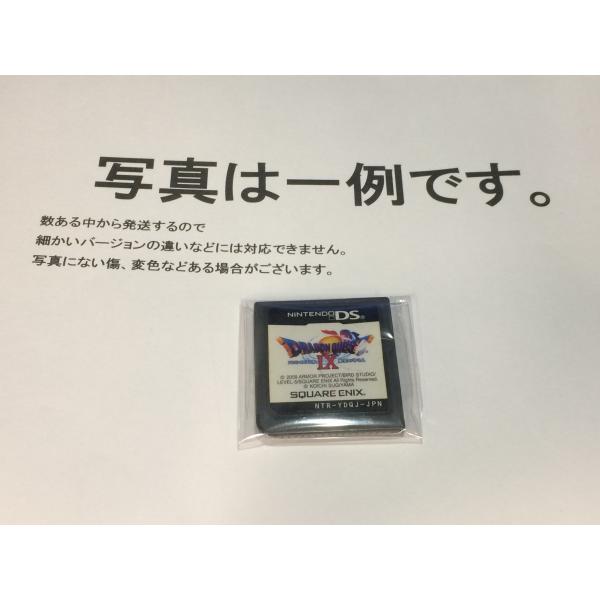 写真は一例です。
数ある中から発送するので
細かいバージョンの違いなどには対応できません。
写真にない傷、変色などある場合がございます。
NINTENDO DS
DRAGON QUEST
IX
© 2009 ARMOR PROJECT/BIRD STUDIO/
LEVEL-5/SQUARE ENIX All Rights Reserved.
© KOICHI SUGIYAMA
SQUARE ENIX
NTR-YDQJ-JPN